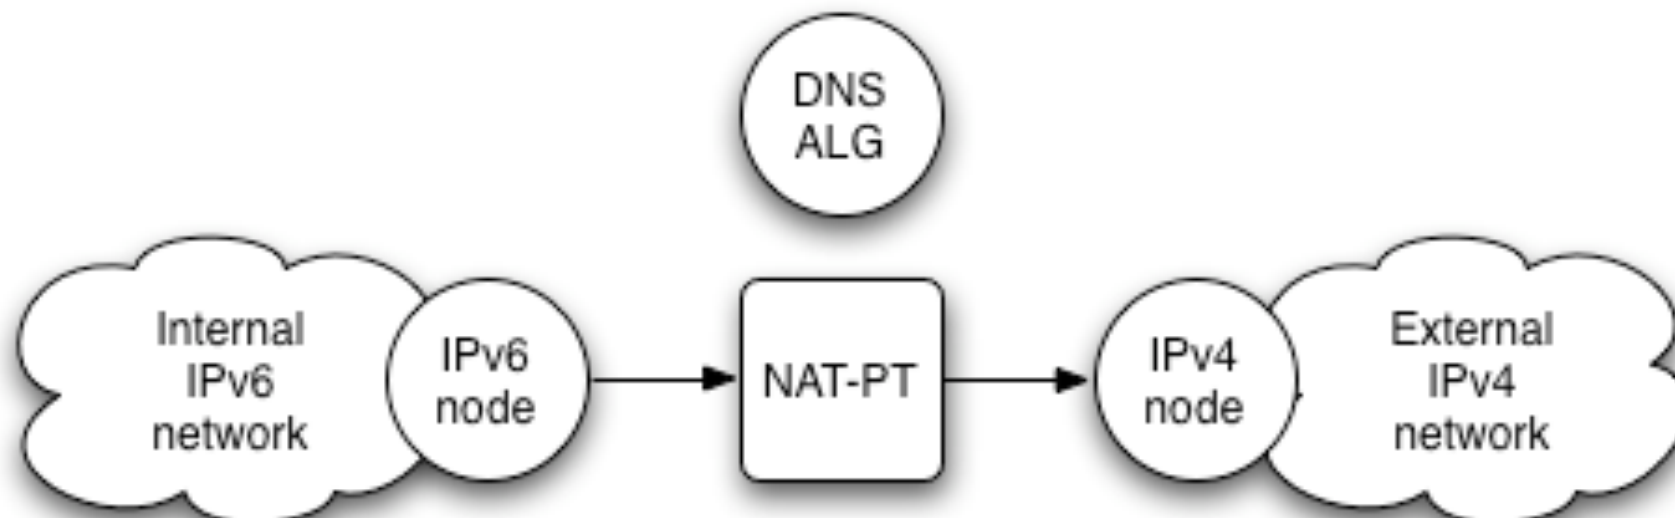 DNS
ALG
Internal
IPv6
network
IPv6
node
NAT-PT
IPv4
node
External
IPv4
network